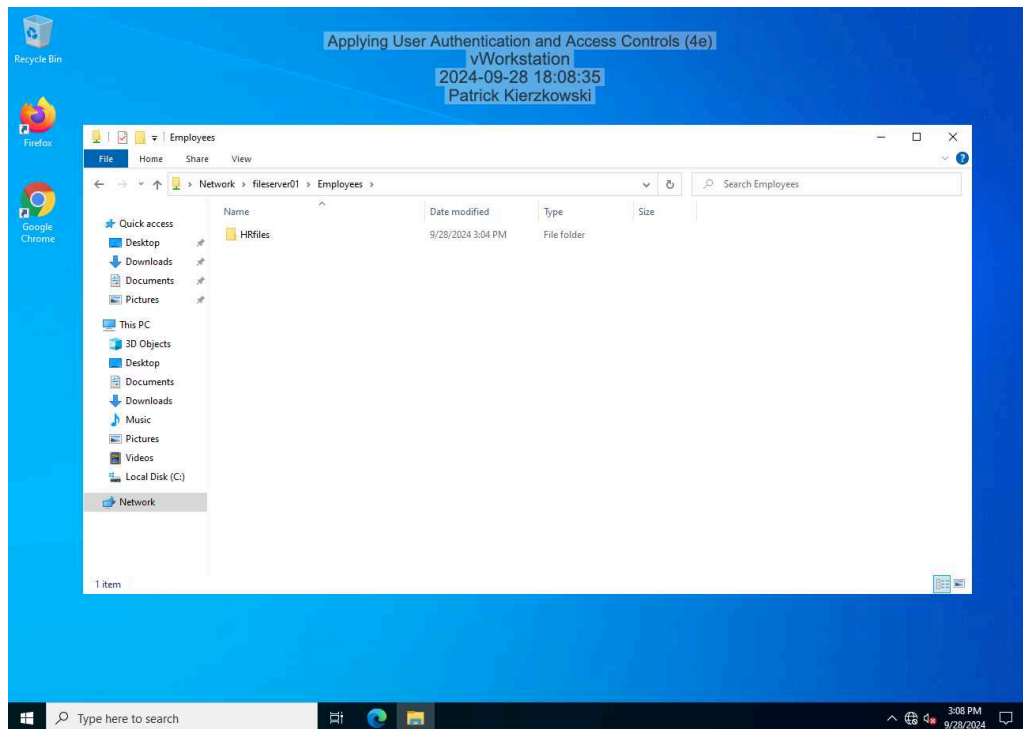 Recycle Bin
Applying User Authentication and Access Controls (4e)
vWorkstation
2024-09-28 18:08:35
Patrick Kierzkowski
Firefox
Google
Chrome
Employees
File Home Share View
Network › fileserver01 › Employees ›
Search Employees
Name Date modified Type Size
HRfiles 9/28/2024 3:04 PM File folder
Quick access
Desktop
Downloads
Documents
Pictures
This PC
3D Objects
Desktop
Documents
Downloads
Music
Pictures
Videos
Local Disk (C:)
Network
1 item
Type here to search
3:08 PM
9/28/2024